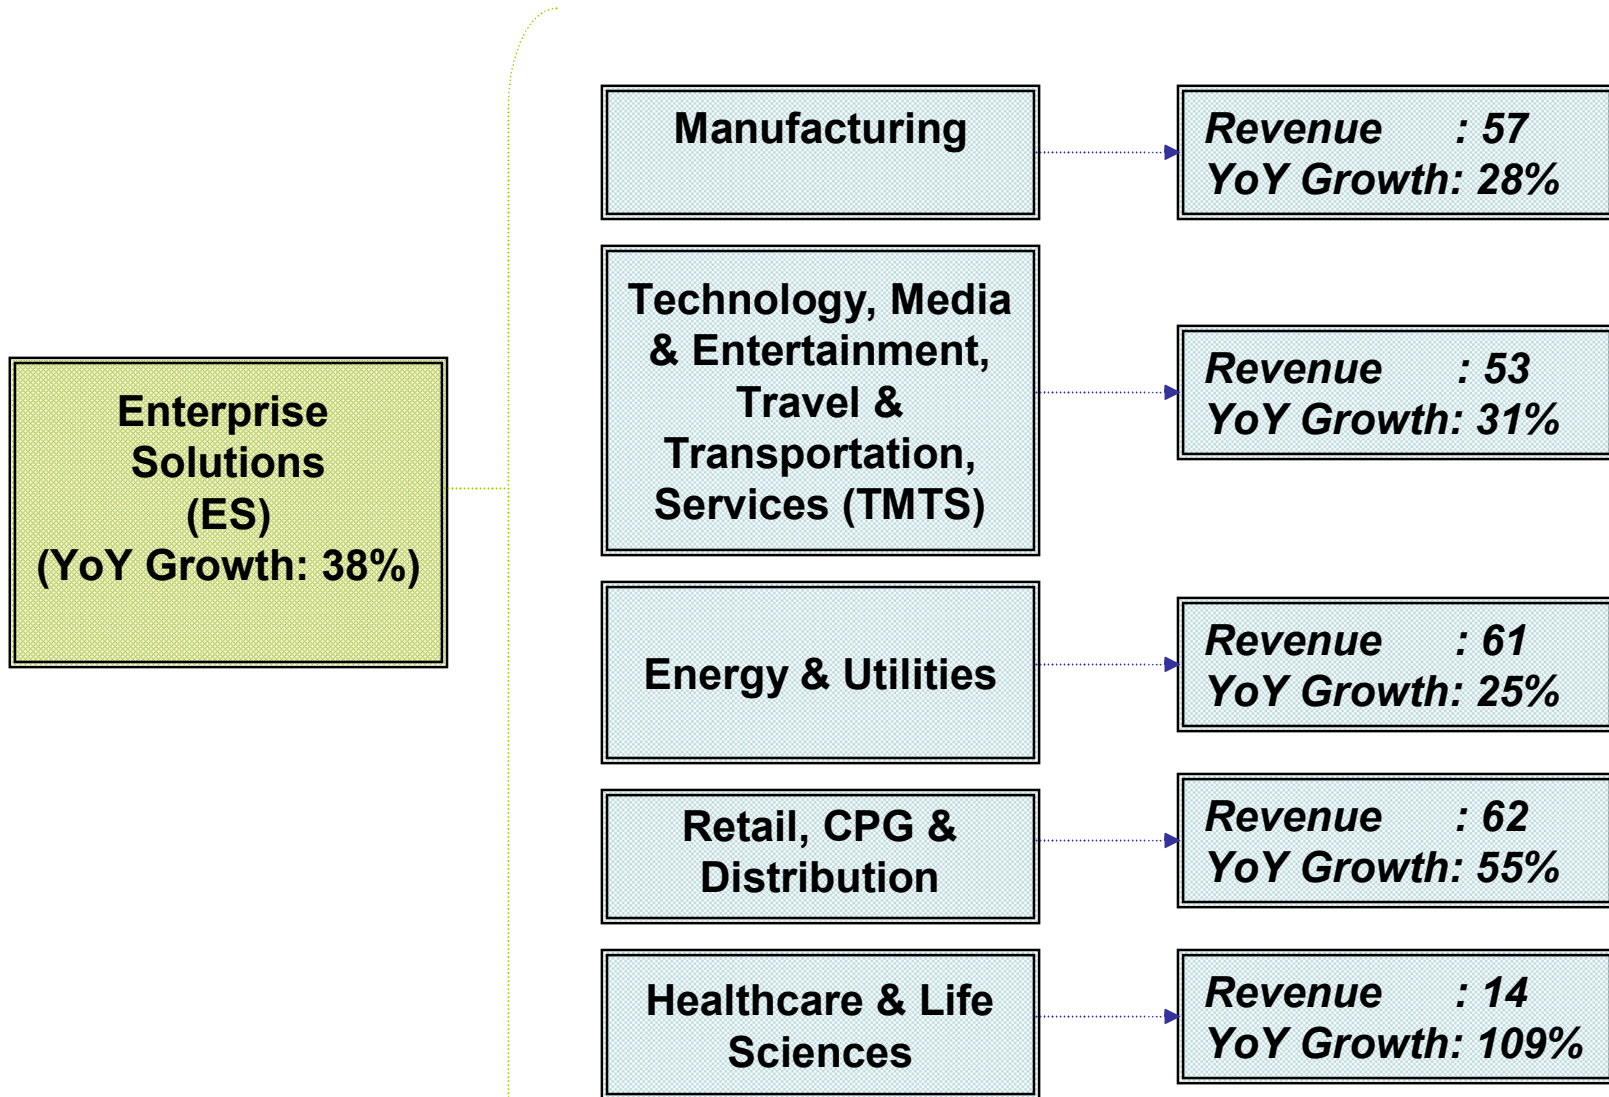 Enterprise
Solutions
(ES)
(YoY Growth: 38%)
Manufacturing
Revenue : 57
YoY Growth: 28%
Technology, Media
& Entertainment,
Travel &
Transportation,
Services (TMTS)
Revenue : 53
YoY Growth: 31%
Energy & Utilities
Revenue : 61
YoY Growth: 25%
Retail, CPG &
Distribution
Revenue : 62
YoY Growth: 55%
Healthcare & Life
Sciences
Revenue : 14
YoY Growth: 109%